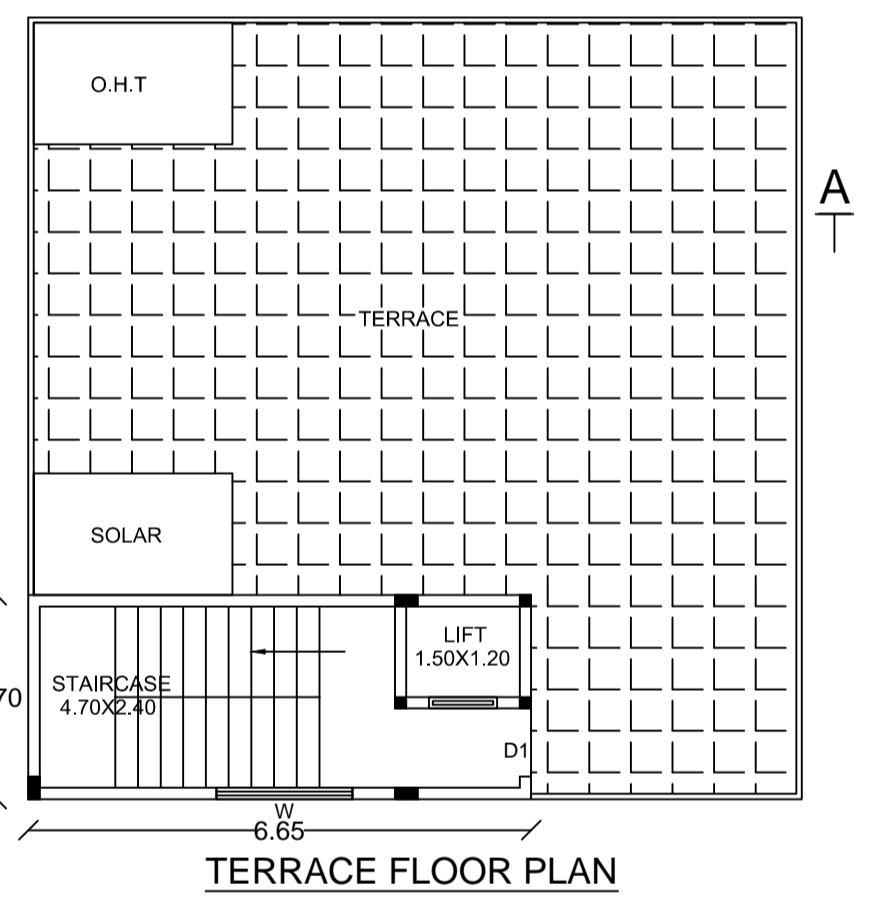 O.H.T
A
TERRACE
SOLAR
LIFT
1.50X1.20
STAIRCASE
4.70X2.40
70
D1
W
6.65
TERRACE FLOOR PLAN